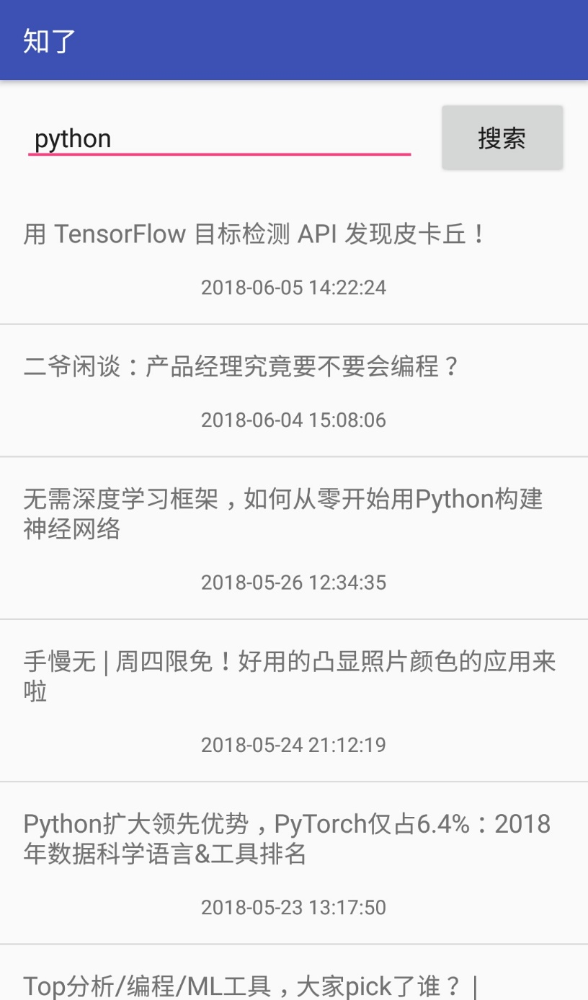 知了
python
搜索
用 TensorFlow 目标检测 API 发现皮卡丘！
2018-06-05 14:22:24
二爷闲谈：产品经理究竟要不要会编程？
2018-06-04 15:08:06
无需深度学习框架，如何从零开始用Python构建
神经网络
2018-05-26 12:34:35
手慢无 | 周四限免！好用的凸显照片颜色的应用来
啦
2018-05-24 21:12:19
Python扩大领先优势，PyTorch仅占6.4%：2018
年数据科学语言&工具排名
2018-05-23 13:17:50
Top分析/编程/ML工具，大家pick了谁？ |